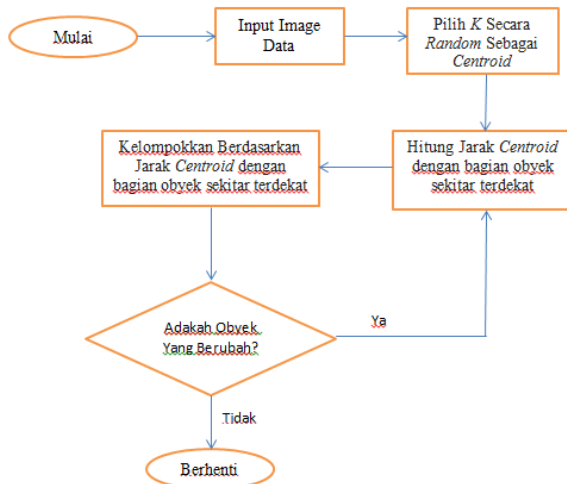 Mulai
Input Image
Data
Pilih K Secara
Random Sebagai
Centroid
Hitung Jarak Centroid
dengan bagian obyek
sekitar terdekat
Kelompokkan Berdasarkan
Jarak Centroid dengan
bagian obyek sekitar terdekat
Adakah Obyek
Yang Berubah?
Ya
Tidak
Berhenti